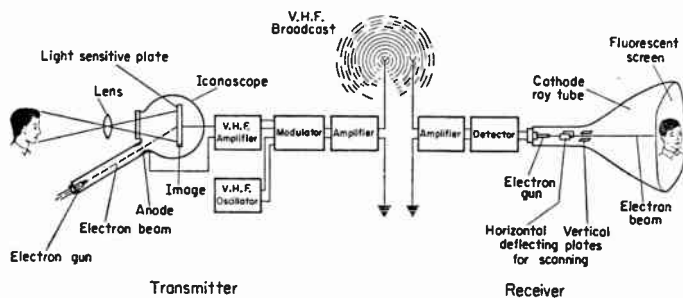 V.H.F.
Broadcast
Light sensitive plate
Iconoscope
Lens
V.H.F.
Amplifier
Modulator
Amplifier
V.H.F.
Oscillator
Image
Anode
Electron beam
Electron gun
Transmitter
Amplifier
Detector
Cathode
ray tube
Fluorescent
screen
Electron
gun
Horizontal Vertical
deflecting plates
for scanning
Electron
beam
Receiver